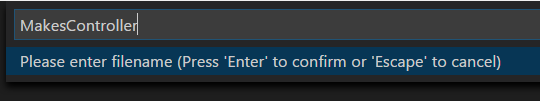 MakesController
Please enter filename (Press 'Enter' to confirm or 'Escape' to cancel)